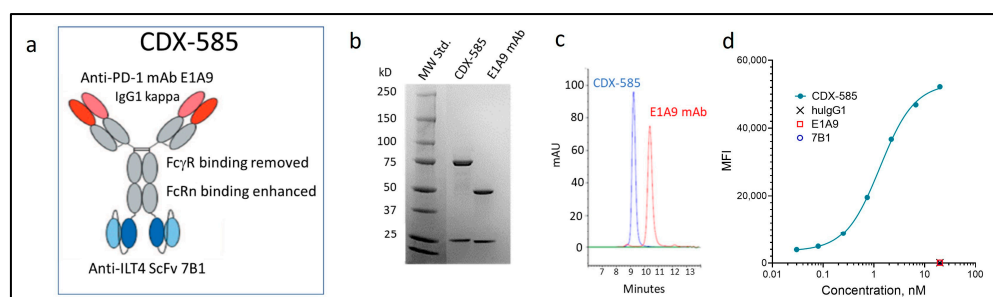 a
CDX-585
Anti-PD-1 mAb E1A9
IgG1 kappa
FcγR binding removed
FcRn binding enhanced
Anti-ILT4 ScFv 7B1
b
MW Std.
CDX-585
E1A9 mAb
kD
250
150
100
75
50
37
25
c
CDX-585
E1A9 mAb
mAU
100
80
60
40
20
0
7 8 9 10 11 12 13
Minutes
d
MFI
60,000
40,000
20,000
0
CDX-585
huIgG1
E1A9
7B1
0.01 0.1 1 10 100
Concentration, nM